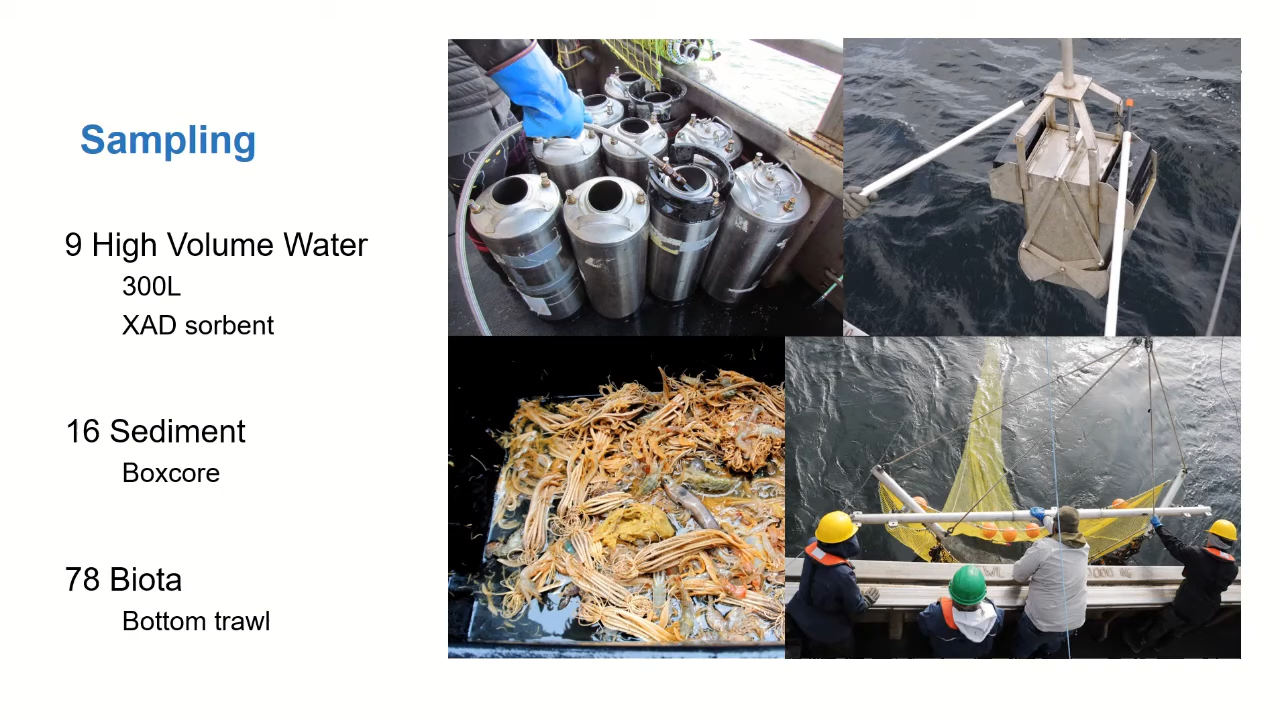 Sampling
9 High Volume Water
300L
XAD sorbent
16 Sediment
Boxcore
78 Biota
Bottom trawl